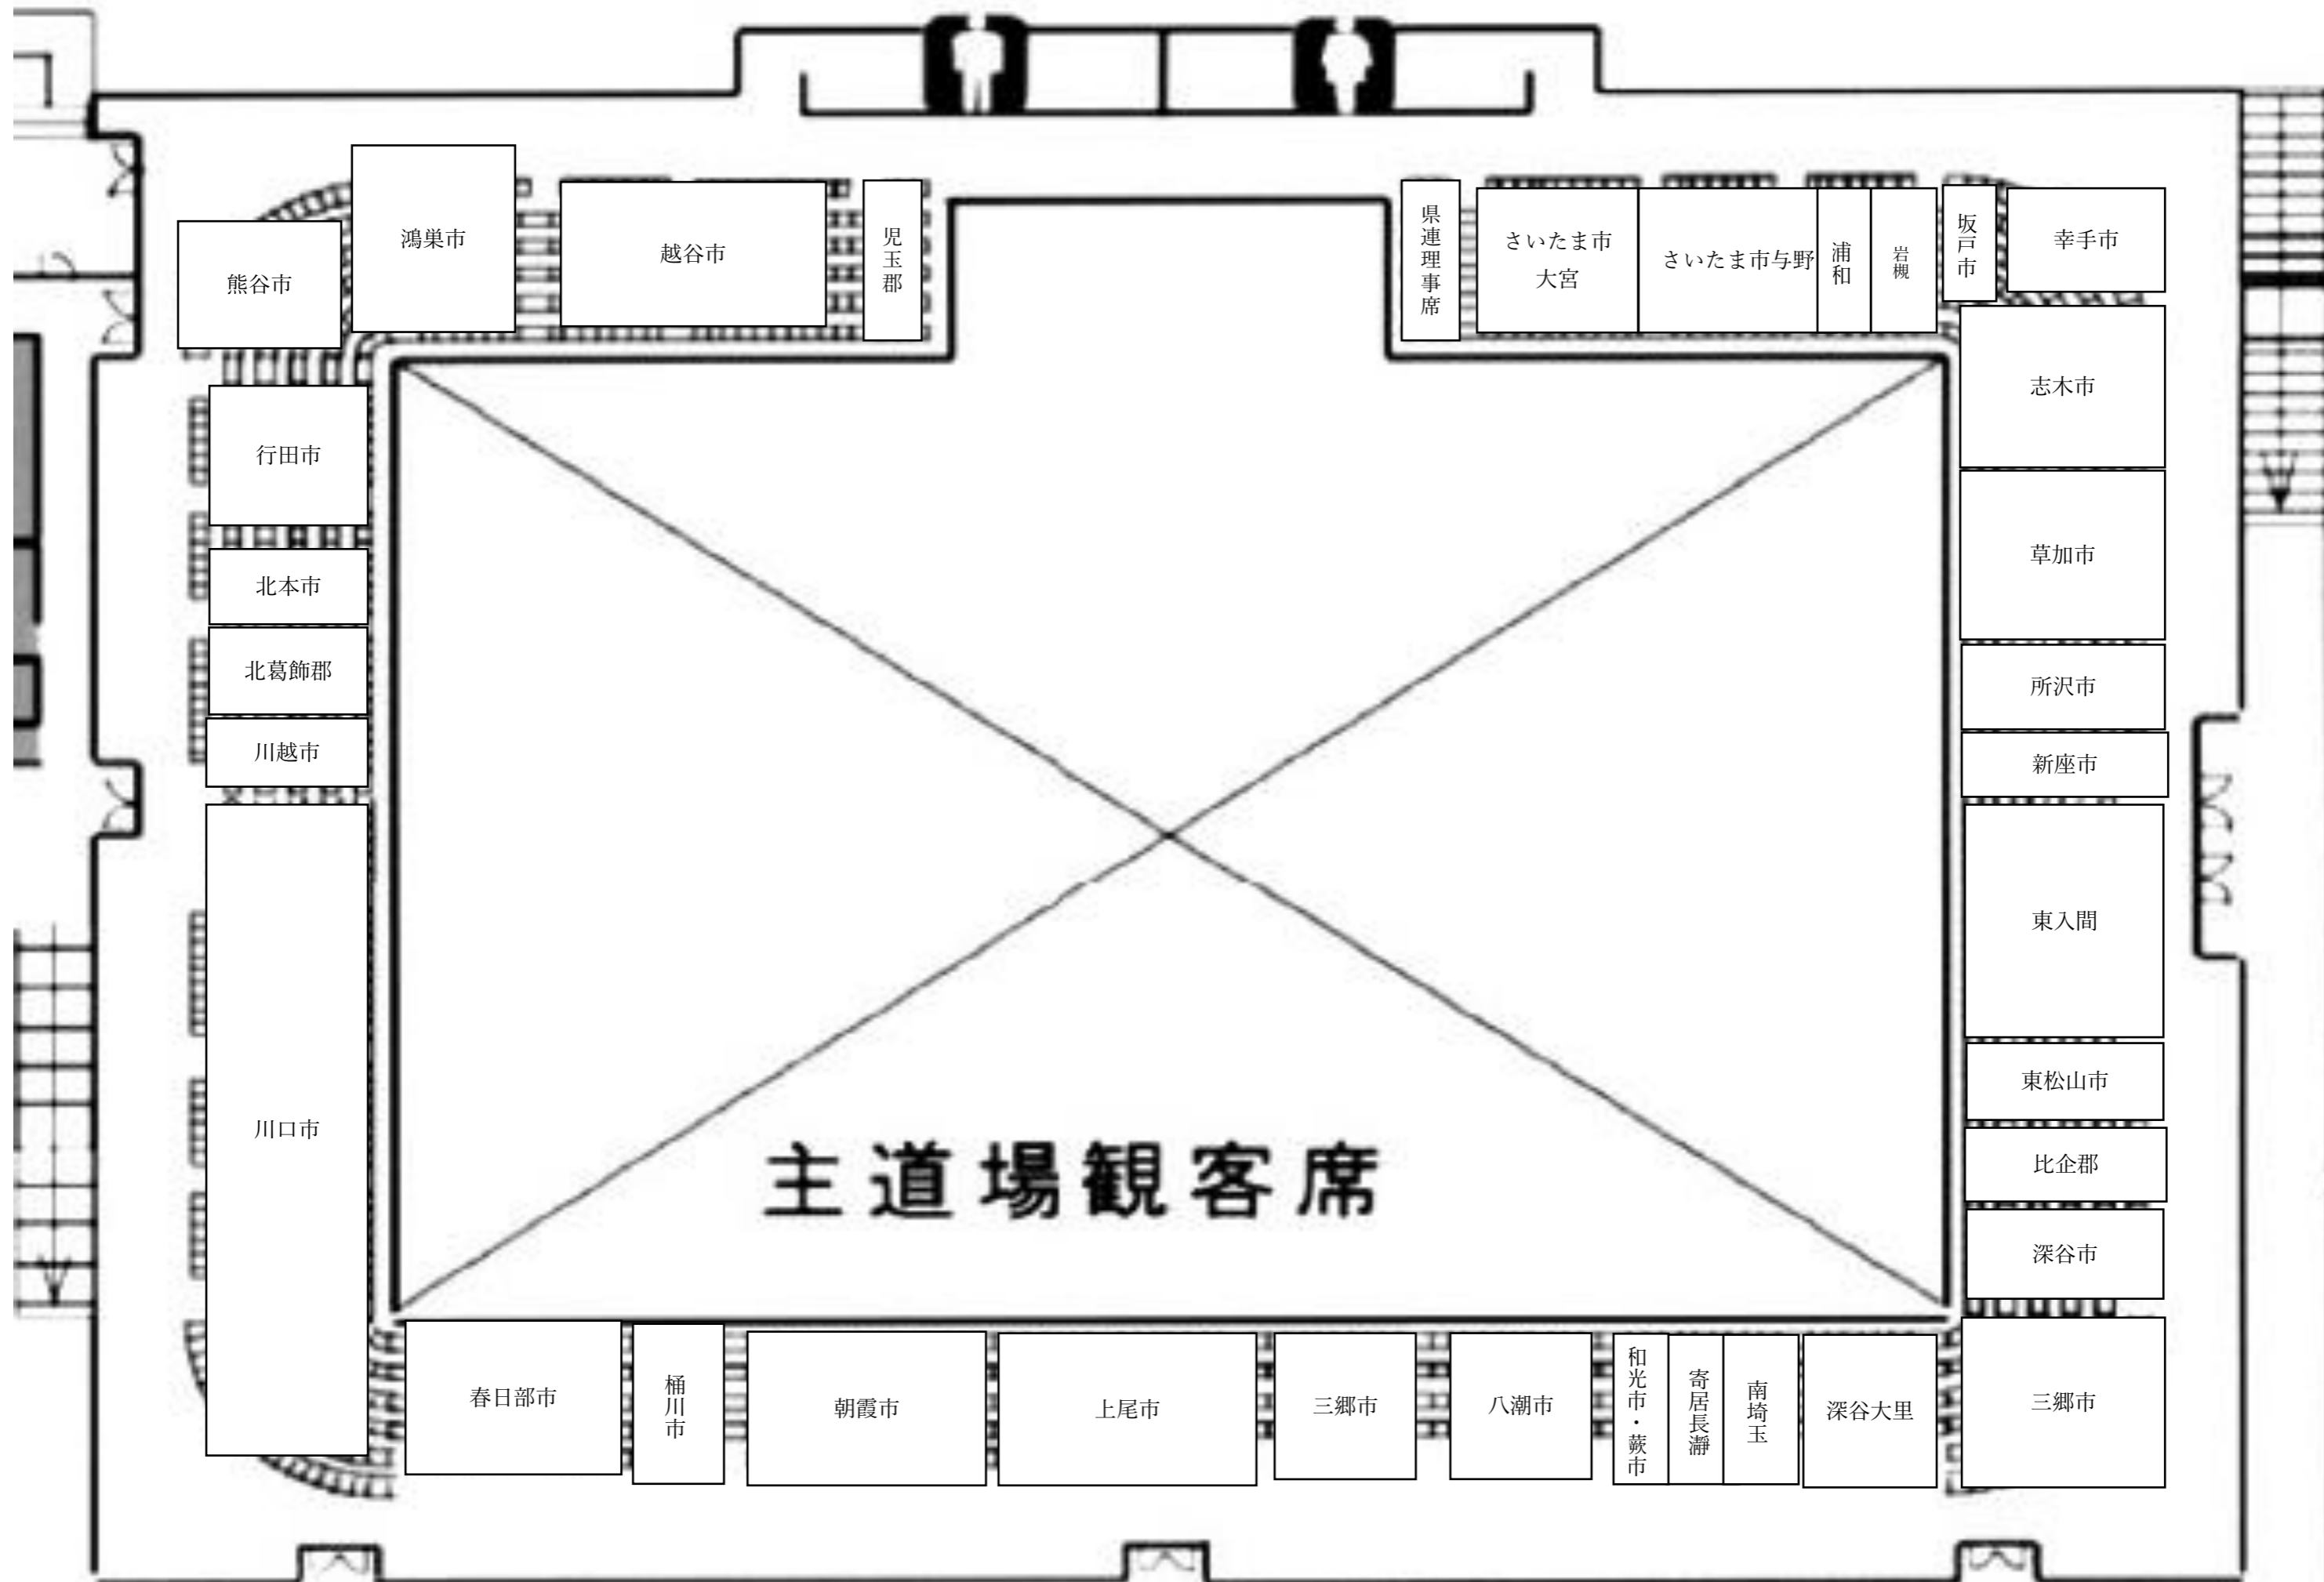 鴻巣市
越谷市
児玉郡
熊谷市
県連理事席
さいたま市
大宮
さいたま市与野
浦和
岩槻
坂戸市
幸手市
志木市
行田市
草加市
北本市
北葛飾郡
所沢市
川越市
新座市
東入間
川口市
東松山市
比企郡
主道場観客席
深谷市
春日部市
桶川市
朝霞市
上尾市
三郷市
八潮市
和光市・蕨市
寄居長瀞
南埼玉
深谷大里
三郷市